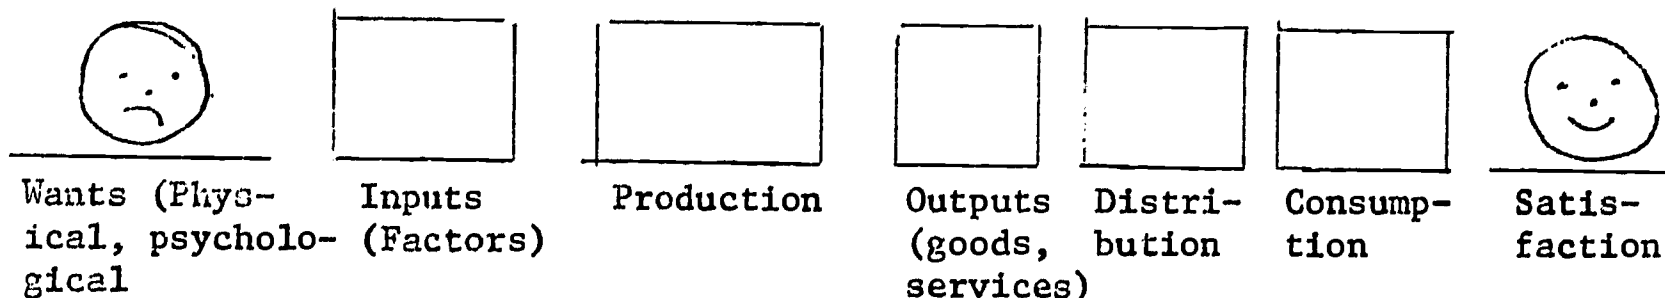 Wants (Phys-
ical, psycholo-
gical
Inputs
(Factors)
Production
Outputs
(goods,
services)
Distri-
bution
Consump-
tion
Satis-
faction